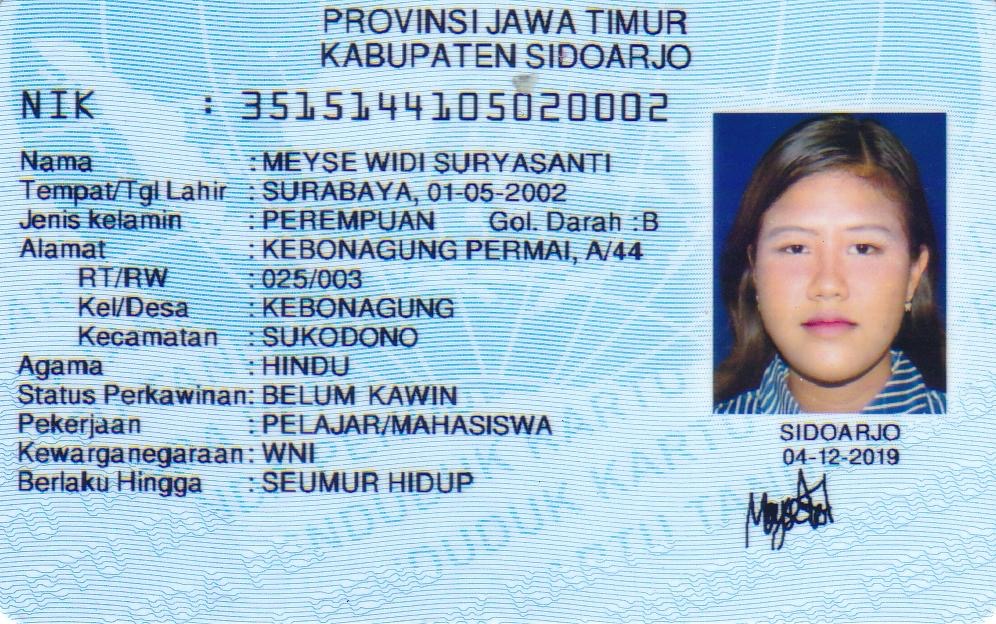 PROVINSI JAWA TIMUR
KABUPATEN SIDOARJO
NIK : 3515144105020002
Nama : MEYSE WIDI SURYASANTI
Tempat/Tgl Lahir : SURABAYA, 01-05-2002
Jenis kelamin : PEREMPUAN Gol. Darah :B
Alamat : KEBONAGUNG PERMAI, A/44
RT/RW : 025/003
Kel/Desa : KEBONAGUNG
Kecamatan : SUKODONO
Agama : HINDU
Status Perkawinan: BELUM KAWIN
Pekerjaan : PELAJAR/MAHASISWA
Kewarganegaraan: WNI
Berlaku Hingga : SEUMUR HIDUP
SIDOARJO
04-12-2019